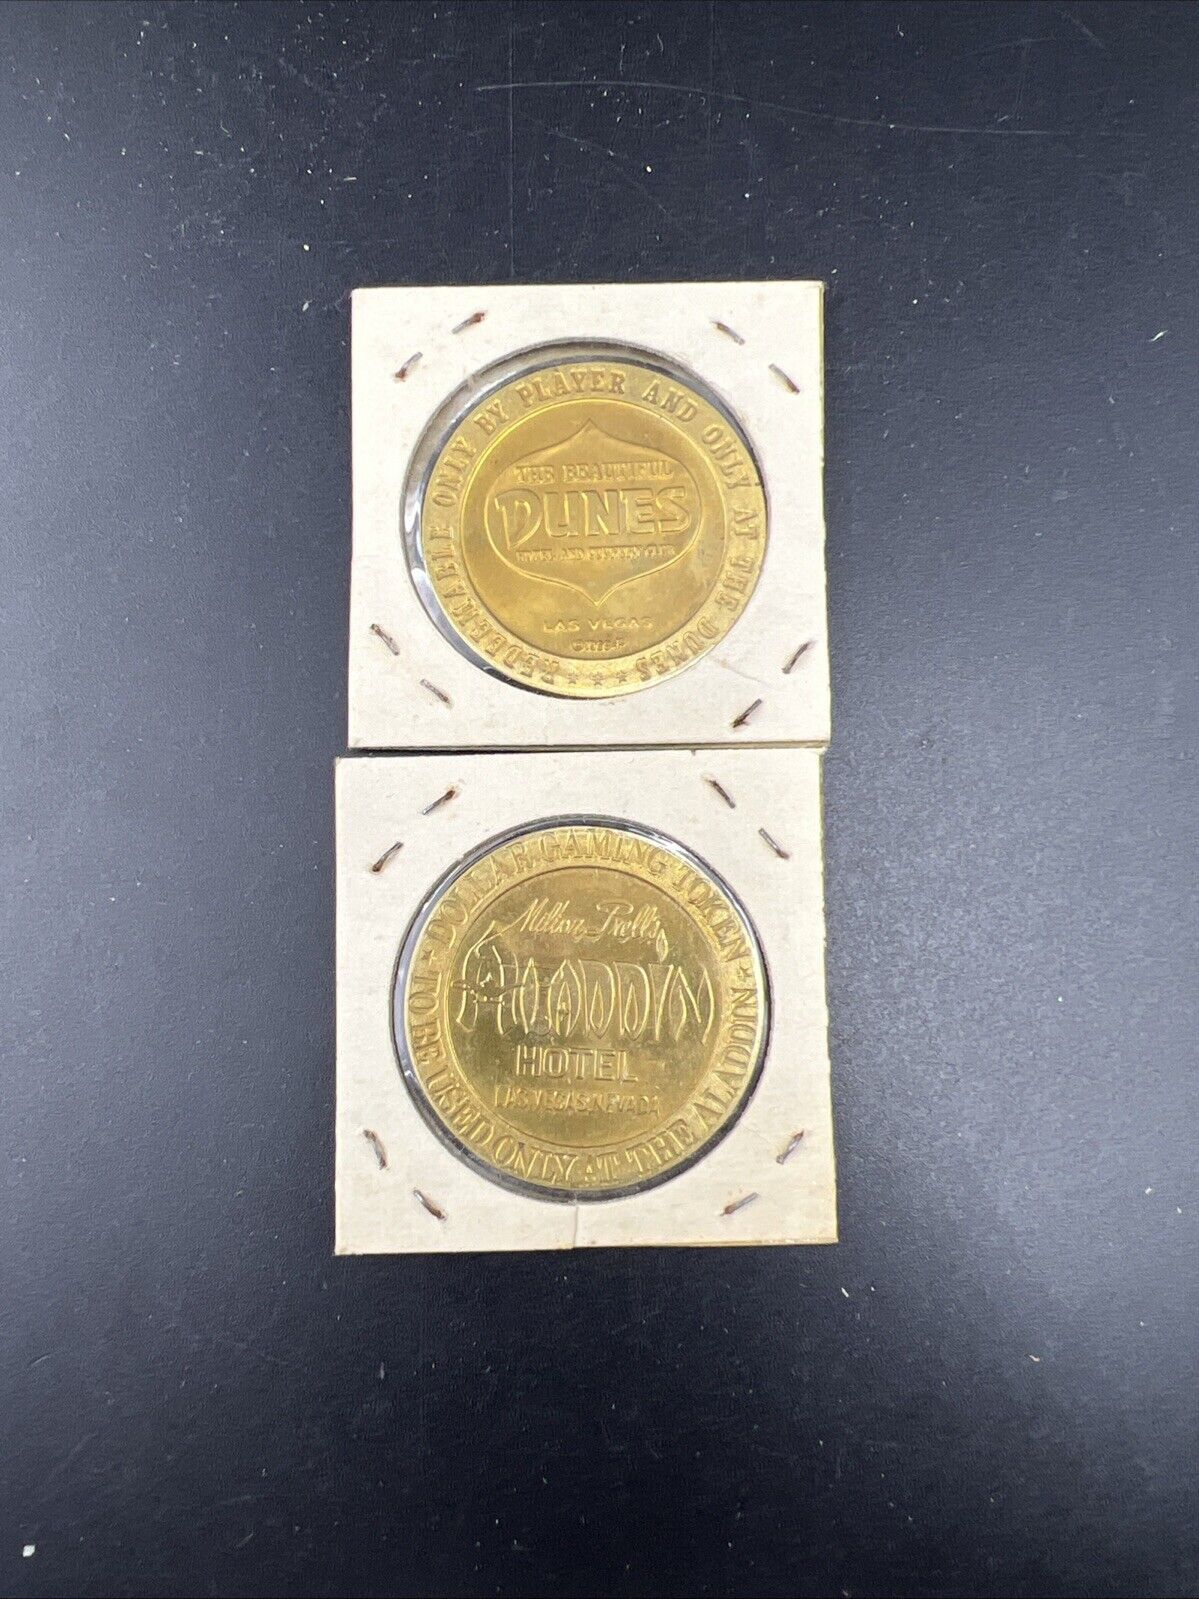 REDEEMABLE ONLY BY PLAYER AND ONLY AT THE DUNES ★ ★ ★
THE BEAUTIFUL
DUNES
HOTEL AND COUNTRY CLUB
LAS VEGAS
★ DOLLAR GAMING TOKEN ★
Milton Prell's
ALADDIN
HOTEL
LAS VEGAS, NEVADA
TO BE USED ONLY AT THE ALADDIN